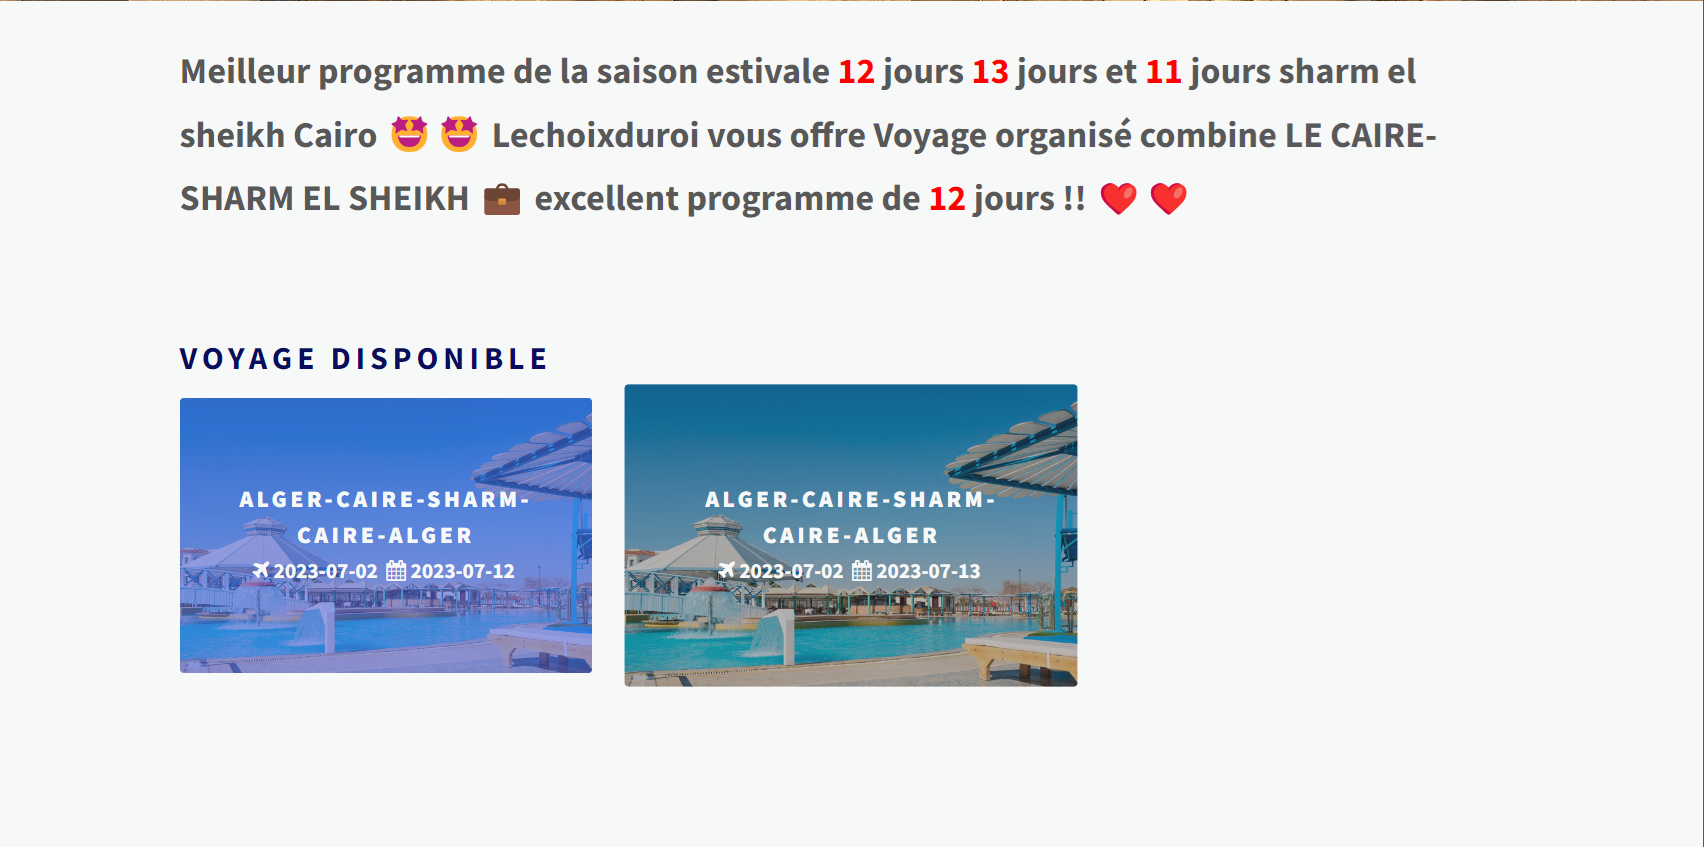 Meilleur programme de la saison estivale 12 jours 13 jours et 11 jours sharm el
sheikh Cairo 🤩 🤩 Lechoixduroi vous offre Voyage organisé combine LE CAIRE-
SHARM EL SHEIKH 💼 excellent programme de 12 jours !! ❤️ ❤️
VOYAGE DISPONIBLE
ALGER-CAIRE-SHARM-
CAIRE-ALGER
2023-07-02 2023-07-12
ALGER-CAIRE-SHARM-
CAIRE-ALGER
2023-07-02 2023-07-13